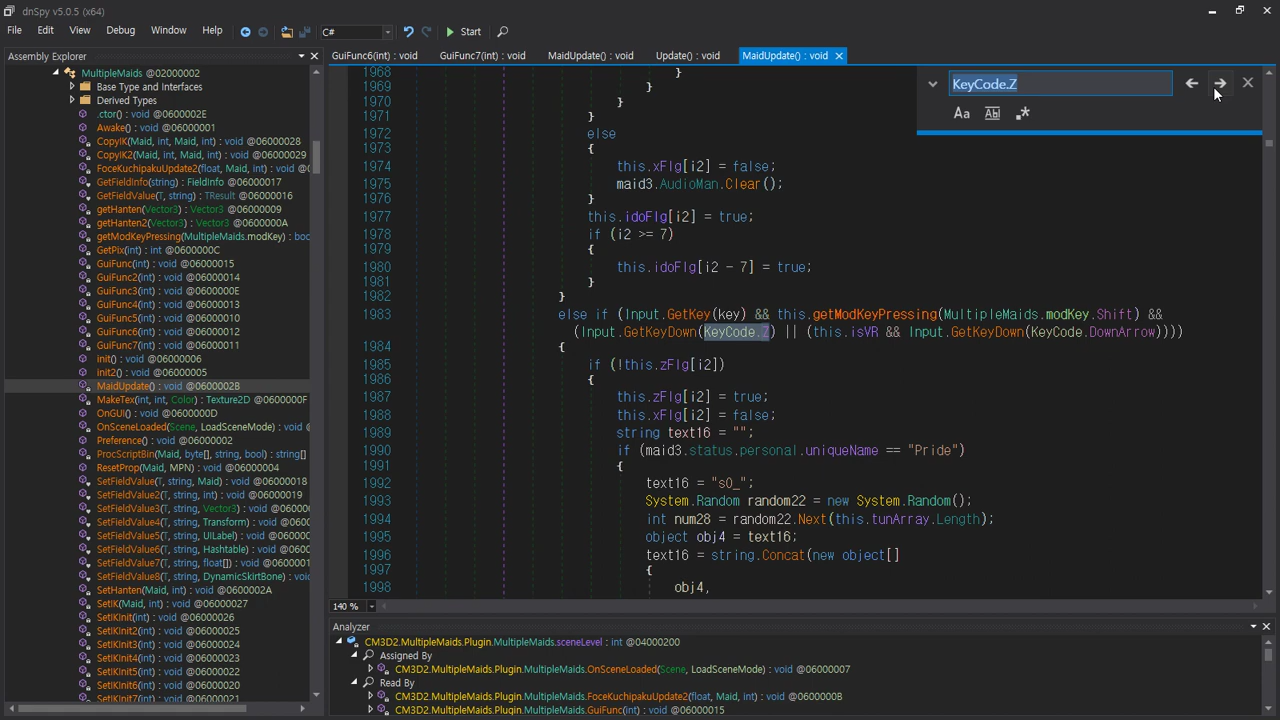 dnSpy v5.0.5 (x64)
File Edit View Debug Window Help C# Start
Assembly Explorer
GuiFunc6(int) : void GuiFunc7(int) : void MaidUpdate() : void Update() : void MaidUpdate() : void
MultipleMaids @02000002
Base Type and Interfaces
Derived Types
.ctor() : void @0600002E
Awake() : void @06000001
CopyIK(Maid, int, Maid, int) : void @06000028
CopyIK2(Maid, int, Maid, int) : void @0600002
FoceKuchipakuUpdate2(float, Maid, int) : void @0
GetFieldInfo(string) : FieldInfo @06000017
GetFieldValue(T, string) : TResult @06000016
getHanten(Vector3) : Vector3 @06000009
getHanten2(Vector3) : Vector3 @0600000A
getModKeyPressing(MultipleMaids.modKey) : boo
GetPix(int) : int @0600000C
GuiFunc(int) : void @06000015
GuiFunc2(int) : void @06000014
GuiFunc3(int) : void @0600000E
GuiFunc4(int) : void @06000013
GuiFunc5(int) : void @06000010
GuiFunc6(int) : void @06000012
GuiFunc7(int) : void @06000011
init() : void @06000006
init2() : void @06000005
MaidUpdate() : void @0600002B
MakeTex(int, int, Color) : Texture2D @0600000F
OnGUI() : void @0600000D
OnSceneLoaded(Scene, LoadSceneMode) : void @0
Preference() : void @06000002
ProcScriptBin(Maid, byte[], string, bool) : string[]
ResetProp(Maid, MPN) : void @06000004
SetFieldValue(T, string, Maid) : void @06000018
SetFieldValue2(T, string, int) : void @06000019
SetFieldValue3(T, string, Vector3) : void @060000
SetFieldValue4(T, string, Transform) : void @0600
SetFieldValue5(T, string, UILabel) : void @060000
SetFieldValue6(T, string, Hashtable) : void @0600
SetFieldValue7(T, string, float[]) : void @0600001
SetFieldValue8(T, string, DynamicSkirtBone) : void
SetHanten(Maid, int) : void @0600002A
SetIK(Maid, int) : void @06000027
SetIKInit(int) : void @06000026
SetIKInit2(int) : void @06000025
SetIKInit3(int) : void @06000024
SetIKInit4(int) : void @06000023
SetIKInit5(int) : void @06000022
SetIKInit6(int) : void @06000020
SetIKInit7(int) : void @06000021
KeyCode.Z
Aa Ab .*
1968 }
1969 }
1970 }
1971 }
1972 else
1973 {
1974 this.xFlg[i2] = false;
1975 maid3.AudioMan.Clear();
1976 }
1977 this.idoFlg[i2] = true;
1978 if (i2 >= 7)
1979 {
1980 this.idoFlg[i2 - 7] = true;
1981 }
1982 }
1983 else if (Input.GetKey(key) && this.getModKeyPressing(MultipleMaids.modKey.Shift) &&
(Input.GetKeyDown(KeyCode.Z) || (this.isVR && Input.GetKeyDown(KeyCode.DownArrow))))
1984 {
1985 if (!this.zFlg[i2])
1986 {
1987 this.zFlg[i2] = true;
1988 this.xFlg[i2] = false;
1989 string text16 = "";
1990 if (maid3.status.personal.uniqueName == "Pride")
1991 {
1992 text16 = "s0_";
1993 System.Random random22 = new System.Random();
1994 int num28 = random22.Next(this.tunArray.Length);
1995 object obj4 = text16;
1996 text16 = string.Concat(new object[]
1997 {
1998 obj4,
140 %
Analyzer
CM3D2.MultipleMaids.Plugin.MultipleMaids.sceneLevel : int @04000200
Assigned By
CM3D2.MultipleMaids.Plugin.MultipleMaids.OnSceneLoaded(Scene, LoadSceneMode) : void @06000007
Read By
CM3D2.MultipleMaids.Plugin.MultipleMaids.FoceKuchipakuUpdate2(float, Maid, int) : void @0600000B
CM3D2.MultipleMaids.Plugin.MultipleMaids.GuiFunc(int) : void @06000015